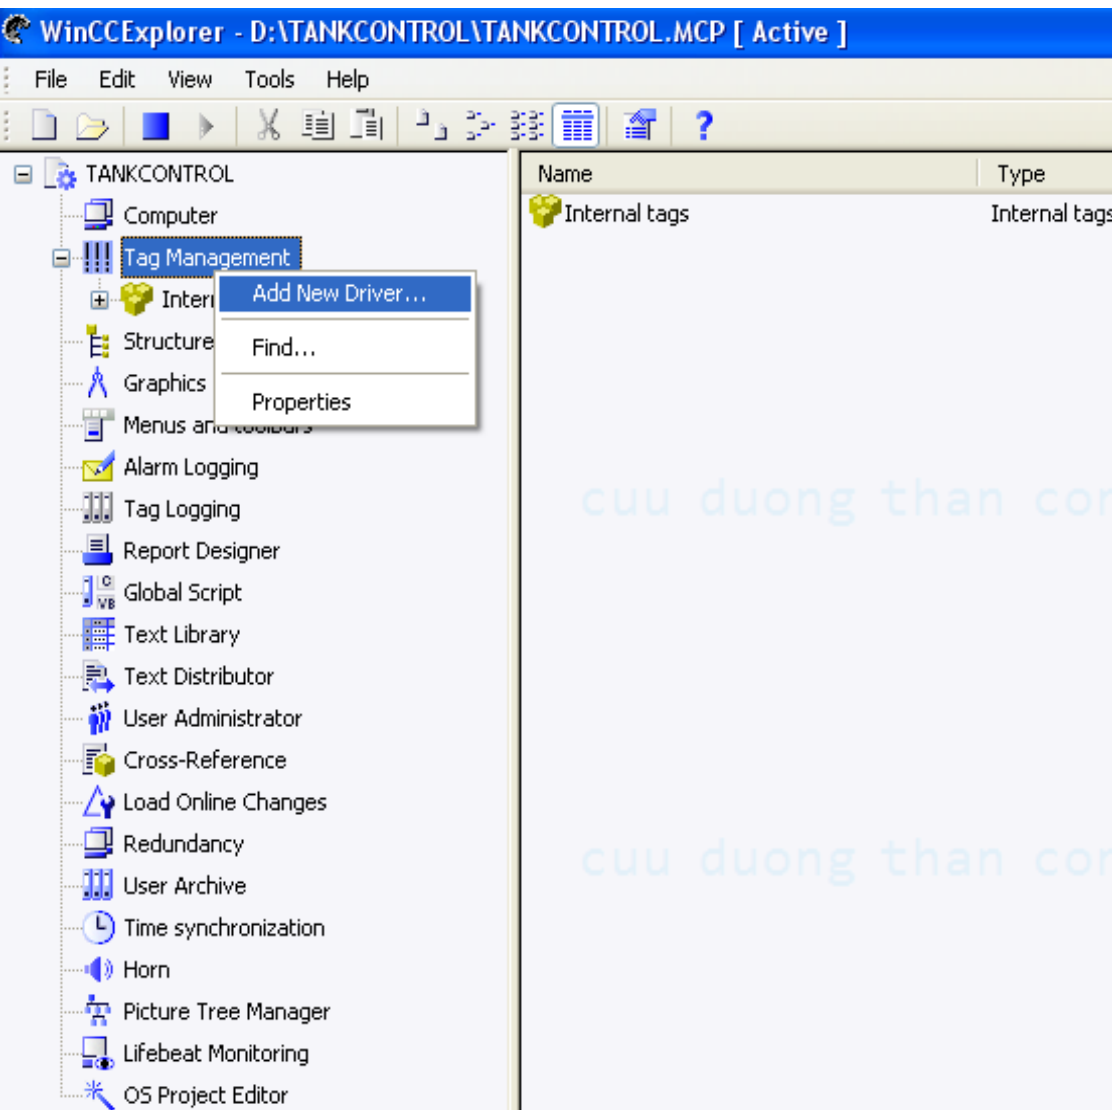 WinCCExplorer - D:\TANKCONTROL\TANKCONTROL.MCP [ Active ]
File Edit View Tools Help
TANKCONTROL
Computer
Tag Management
Add New Driver...
Find...
Properties
Structure
Graphics
Menus and toolbars
Alarm Logging
Tag Logging
Report Designer
Global Script
Text Library
Text Distributor
User Administrator
Cross-Reference
Load Online Changes
Redundancy
User Archive
Time synchronization
Horn
Picture Tree Manager
Lifebeat Monitoring
OS Project Editor
Name Type
Internal tags Internal tags
cuu duong than
cuu duong than